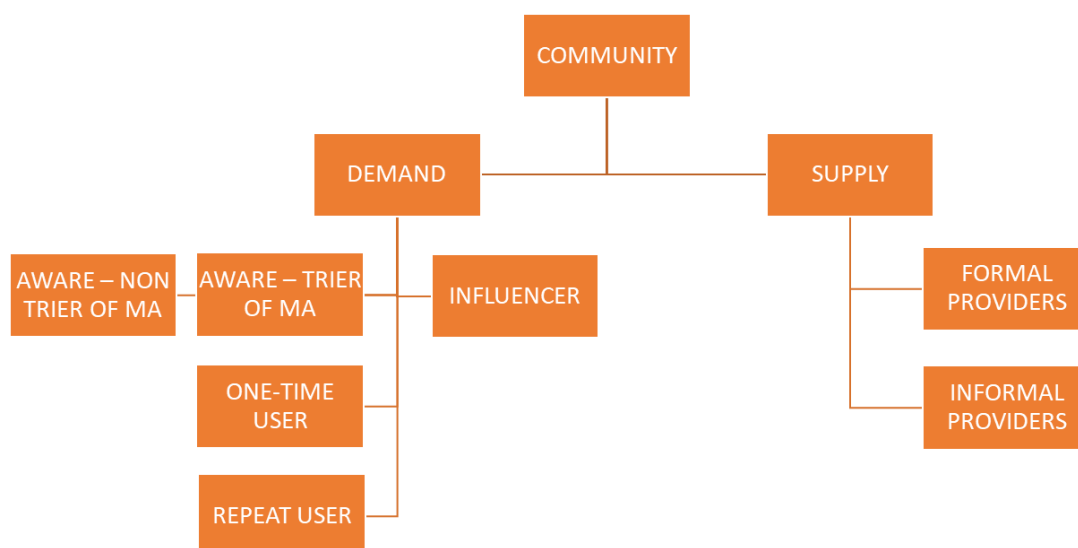 COMMUNITY
DEMAND
SUPPLY
AWARE – NON
TRIER OF MA
AWARE – TRIER
OF MA
INFLUENCER
FORMAL
PROVIDERS
ONE-TIME
USER
INFORMAL
PROVIDERS
REPEAT USER